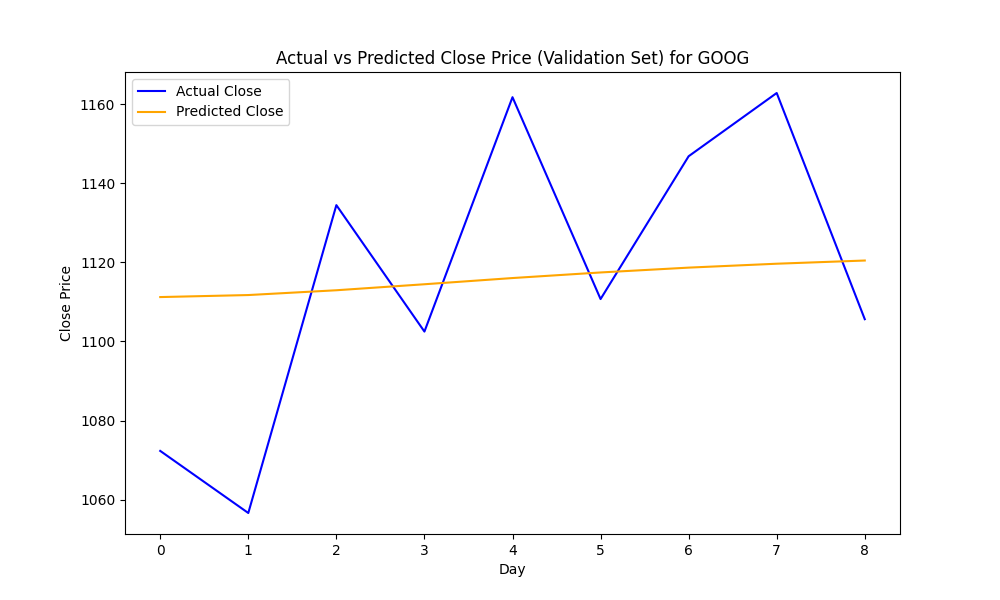 Actual vs Predicted Close Price (Validation Set) for GOOG
Actual Close
Predicted Close
Close Price
1160
1140
1120
1100
1080
1060
0 1 2 3 4 5 6 7 8
Day